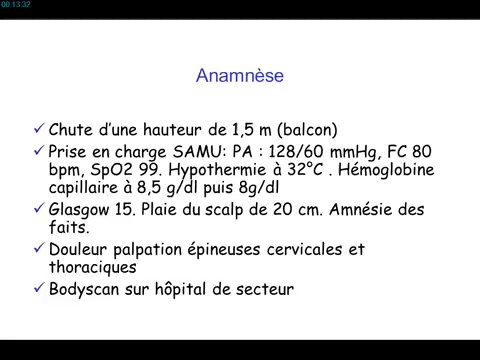 00:13:32
Anamnèse
✓ Chute d’une hauteur de 1,5 m (balcon)
✓ Prise en charge SAMU: PA : 128/60 mmHg, FC 80
bpm, SpO2 99. Hypothermie à 32°C . Hémoglobine
capillaire à 8,5 g/dl puis 8g/dl
✓ Glasgow 15. Plaie du scalp de 20 cm. Amnésie des
faits.
✓ Douleur palpation épineuses cervicales et
thoraciques
✓ Bodyscan sur hôpital de secteur